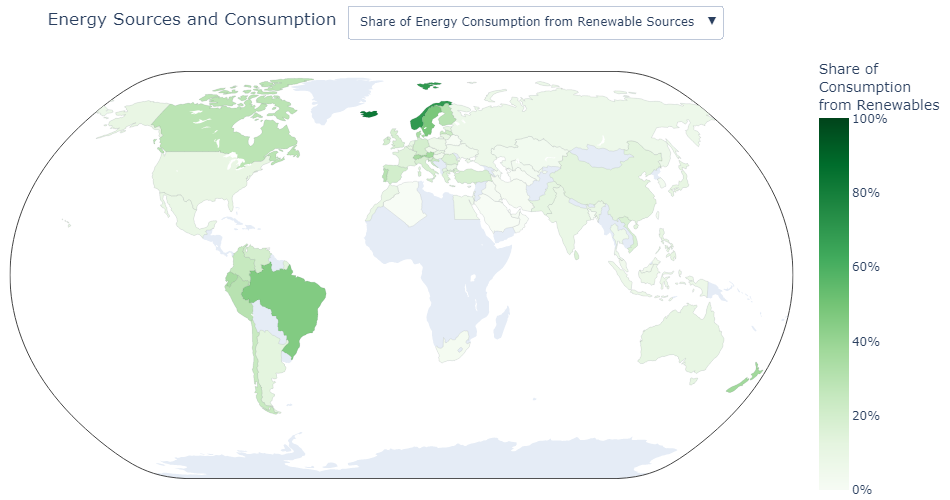 Energy Sources and Consumption
Share of Energy Consumption from Renewable Sources ▼
Share of
Consumption
from Renewables
100%
80%
60%
40%
20%
0%